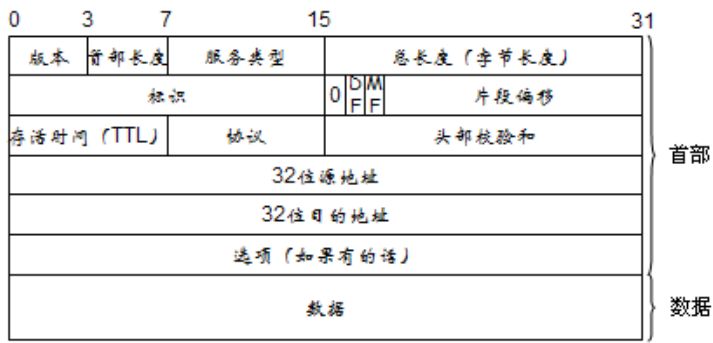 0 3 7 15 31
版本 首部长度 服务类型 总长度（字节长度）
标识 0 DF MF 片段偏移
存活时间（TTL） 协议 头部校验和
首部
32位源地址
32位目的地址
选项（如果有的话）
数据 数据